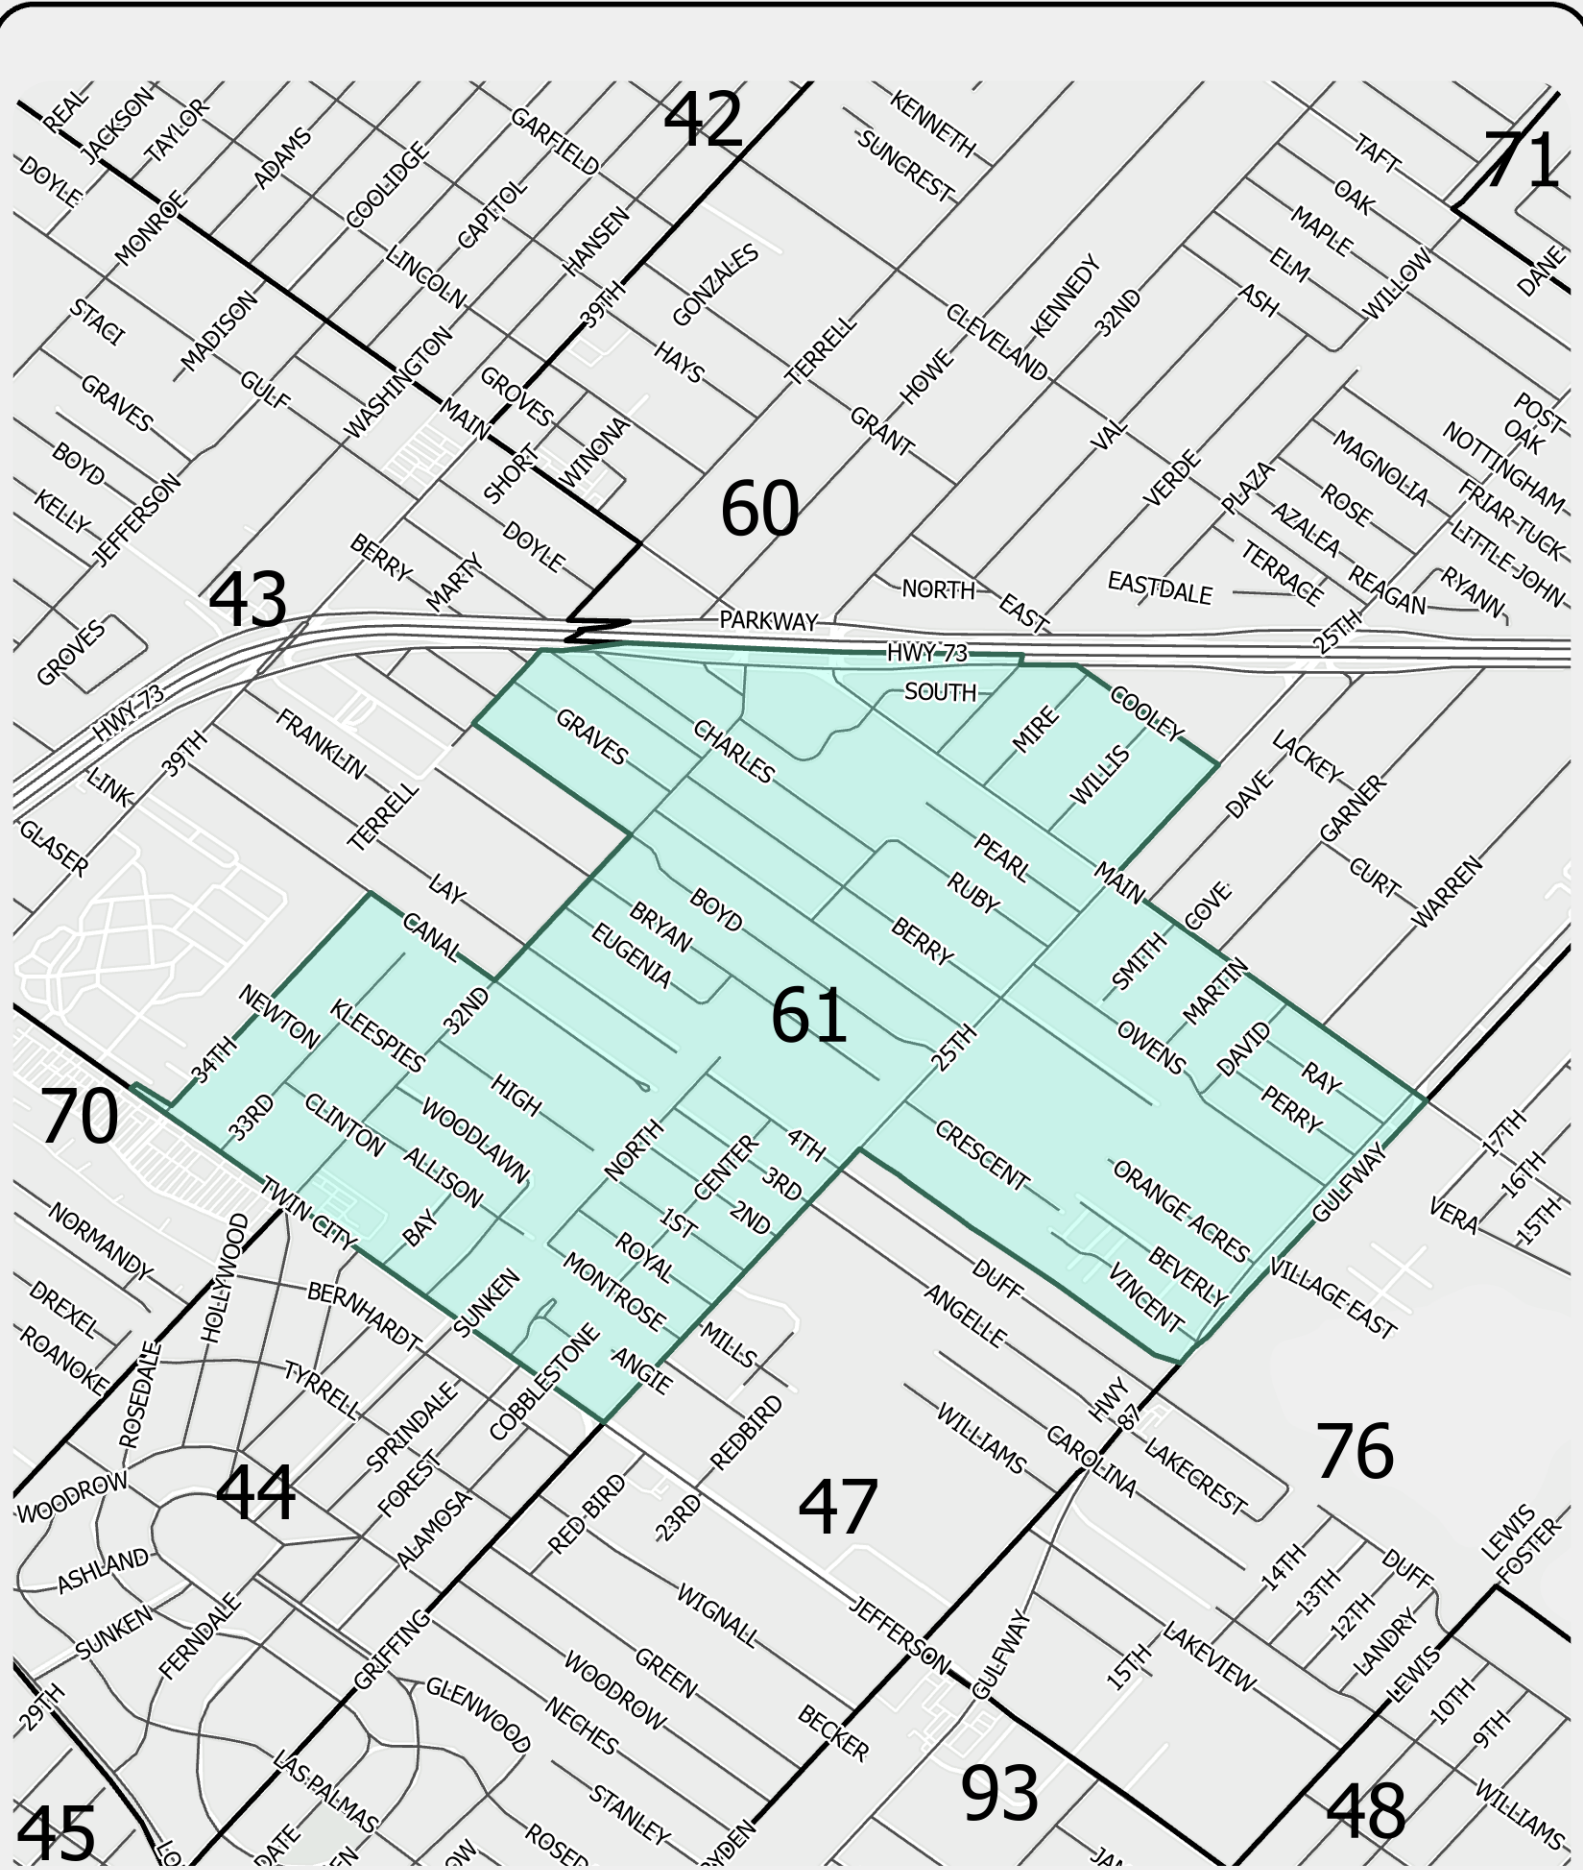 REAL
JACKSON
TAYLOR
ADAMS
GARFIELD
42
KENNETH
SUNCREST
TAFT
71
DOYLE
MONROE
COOLIDGE
CAPITOL
HANSEN
OAK
MAPLE
ELM
WILLOW
DANE
LINCOLN
GONZALES
39TH
STACI
MADISON
KENNEDY
32ND
ASH
CLEVELAND
TERRELL
HOWE
WASHINGTON
HAYS
GRAVES
GULF
MAIN
GROVES
GRANT
VAL
POST
OAK
NOTTINGHAM
MAGNOLIA
BOYD
SHORT
WINONA
60
VERDE
PLAZA
ROSE
FRIAR-TUCK
KELLY
JEFFERSON
AZALEA
LITTLE-JOHN
DOYLE
BERRY
MARTY
43
TERRACE
REAGAN
RYANN
NORTH
EAST
EASTDALE
PARKWAY
25TH
GROVES
HWY 73
SOUTH
HWY 73
COOLEY
GRAVES
CHARLES
MIRE
WILLIS
FRANKLIN
39TH
LINK
LACKEY
DAVE
GARNER
GLASER
TERRELL
PEARL
MAIN
CURT
WARREN
LAY
RUBY
BOYD
BRYAN
BERRY
COVE
CANAL
EUGENIA
SMITH
MARTIN
NEWTON
KLEESPIES
32ND
61
25TH
OWENS
DAVID
34TH
RAY
PERRY
70
33RD
CLINTON
HIGH
WOODLAWN
ALLISON
NORTH
CENTER
4TH
3RD
2ND
CRESCENT
ORANGE ACRES
GULFWAY
17TH
16TH
15TH
VERA
TWIN CITY
BAY
1ST
ROYAL
NORMANDY
HOLLYWOOD
MONTROSE
DUFF
BEVERLY
VINCENT
VILLAGE EAST
DREXEL
BERNHARDT
SUNKEN
ANGELLE
ROANOKE
ROSEDALE
COBBLESTONE
ANGIE
MILLS
TYRRELL
SPRINDALE
REDBIRD
HWY
87
WILLIAMS
CAROLINA
LAKECREST
76
WOODROW
44
FOREST
ALAMOSA
RED BIRD
23RD
47
LEWIS
FOSTER
ASHLAND
14TH
13TH
12TH
DUFF
SUNKEN
FERNDALE
WIGNALL
JEFFERSON
GULFWAY
LAKEVIEW
LANDRY
GRIFFING
GREEN
15TH
LEWIS
29TH
GLENWOOD
WOODROW
NECHES
BECKER
10TH
9TH
LAS PALMAS
STANLEY
93
48
WILLIAMS
45